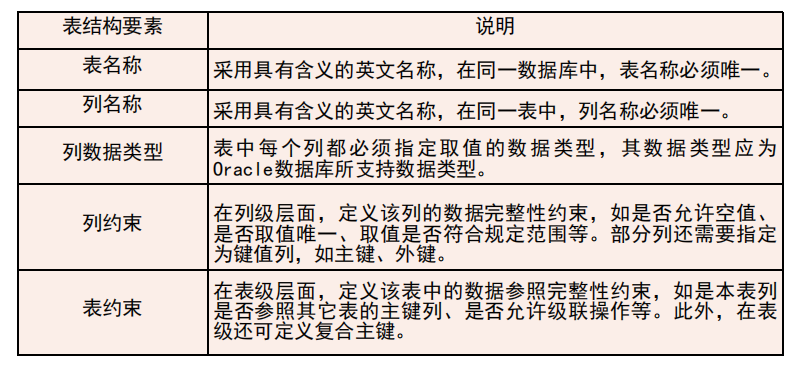 表结构要素 说明
表名称 采用具有含义的英文名称，在同一数据库中，表名称必须唯一。
列名称 采用具有含义的英文名称，在同一表中，列名称必须唯一。
列数据类型 表中每个列都必须指定取值的数据类型，其数据类型应为
Oracle数据库所支持数据类型。
列约束 在列级层面，定义该列的数据完整性约束，如是否允许空值、
是否取值唯一、取值是否符合规定范围等。部分列还需要指定
为键值列，如主键、外键。
表约束 在表级层面，定义该表中的数据参照完整性约束，如是本表列
是否参照其它表的主键列、是否允许级联操作等。此外，在表
级还可定义复合主键。